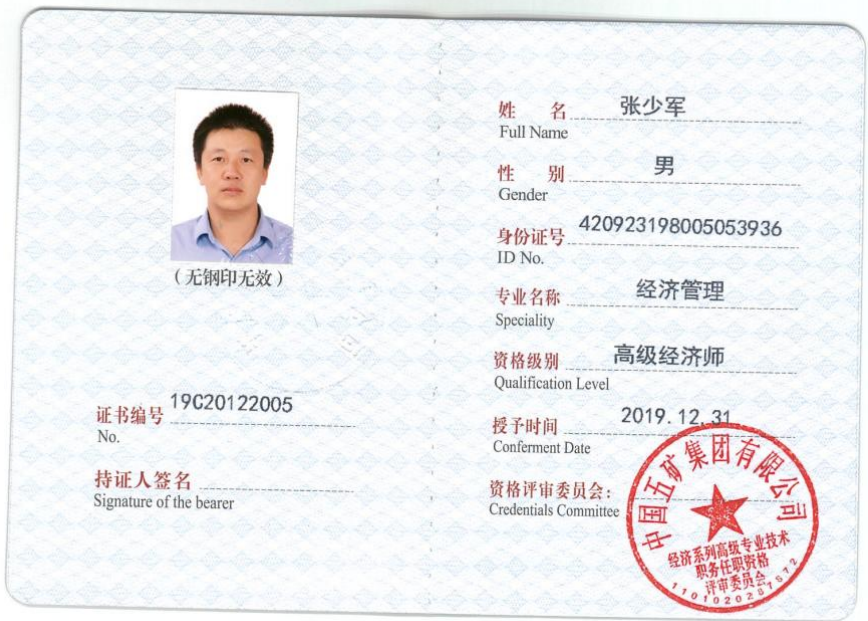 （无钢印无效）
证书编号 19C20122005
No.
持证人签名
Signature of the bearer
姓 名 张少军
Full Name
性 别 男
Gender
身份证号 420923198005053936
ID No.
专业名称 经济管理
Speciality
资格级别 高级经济师
Qualification Level
授予时间 2019.12.31
Conferment Date
资格评审委员会：
Credentials Committee
中国五矿集团有限公司
经济系列高级专业技术
职务任职资格
评审委员会